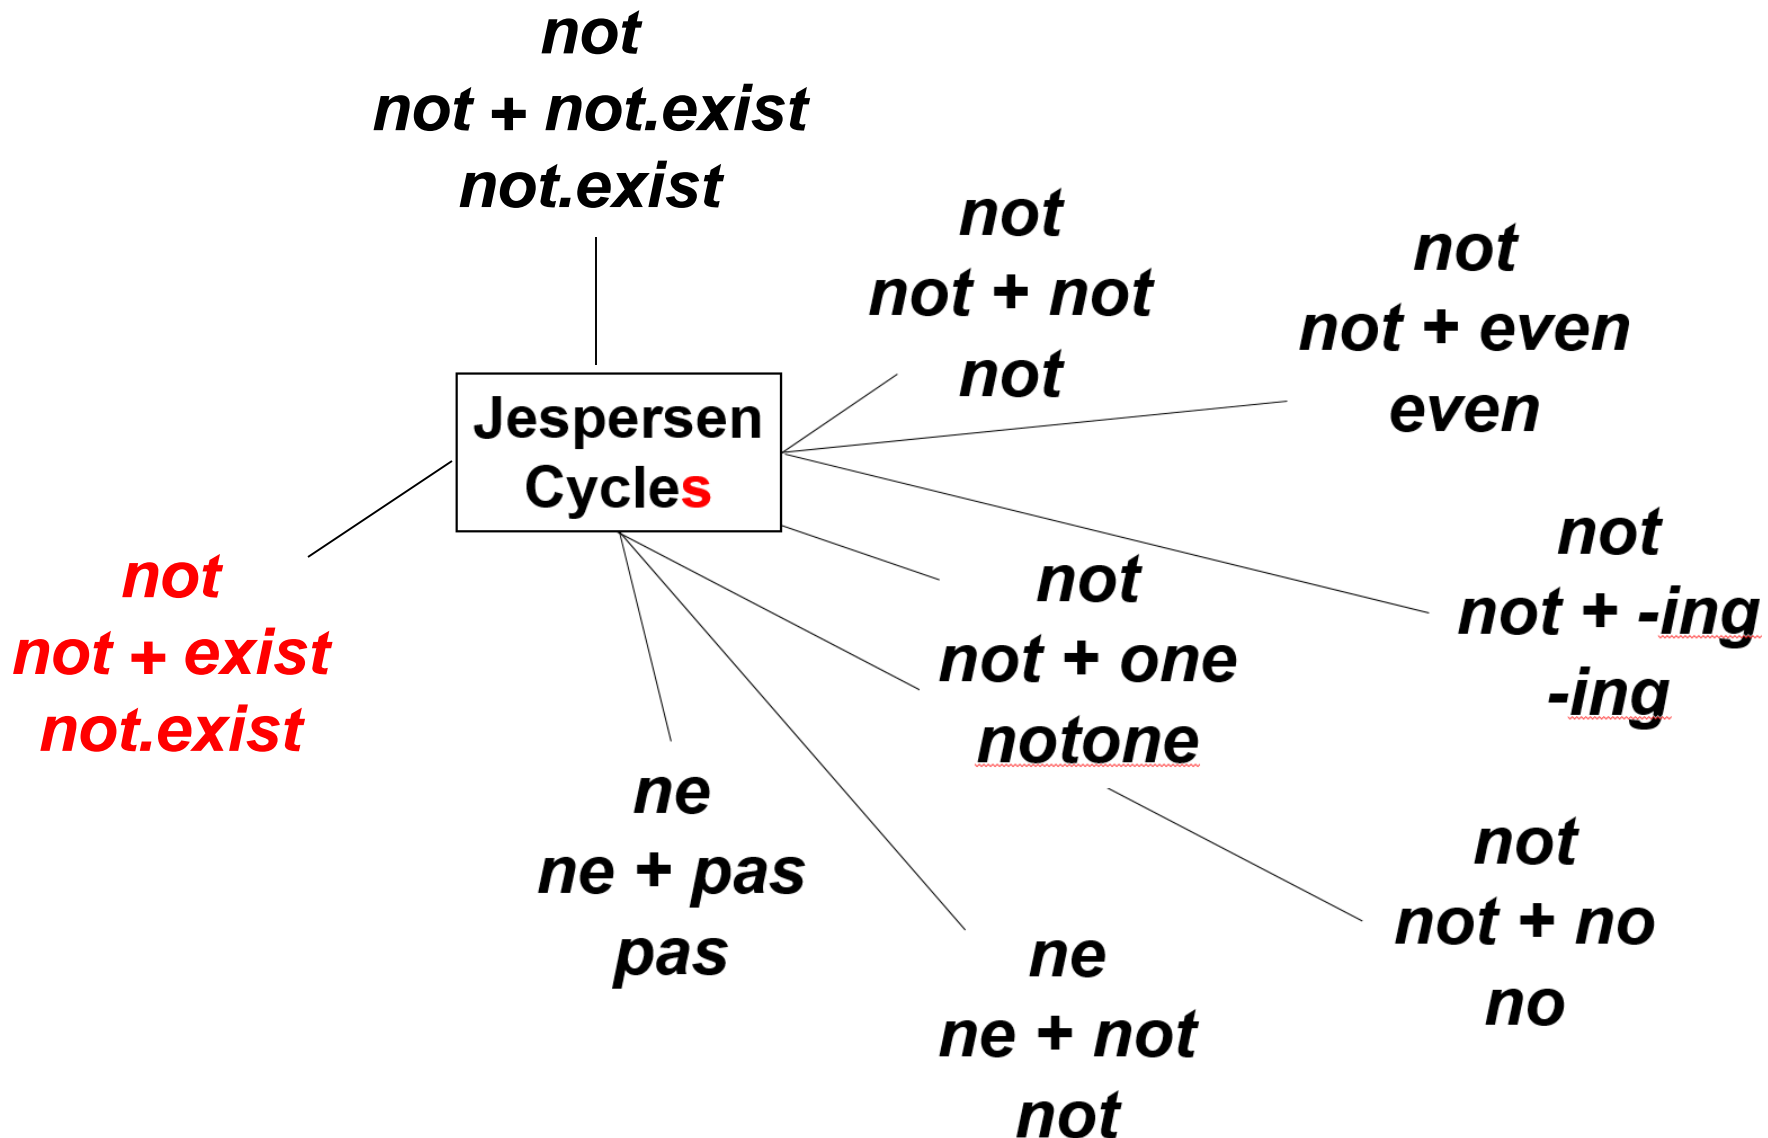 not
not + not.exist
not.exist
not
not + not
not
not
not + even
even
Jespersen
Cycles
not
not + exist
not.exist
not
not + one
notone
not
not + -ing
-ing
ne
ne + pas
pas
ne
ne + not
not
not
not + no
no